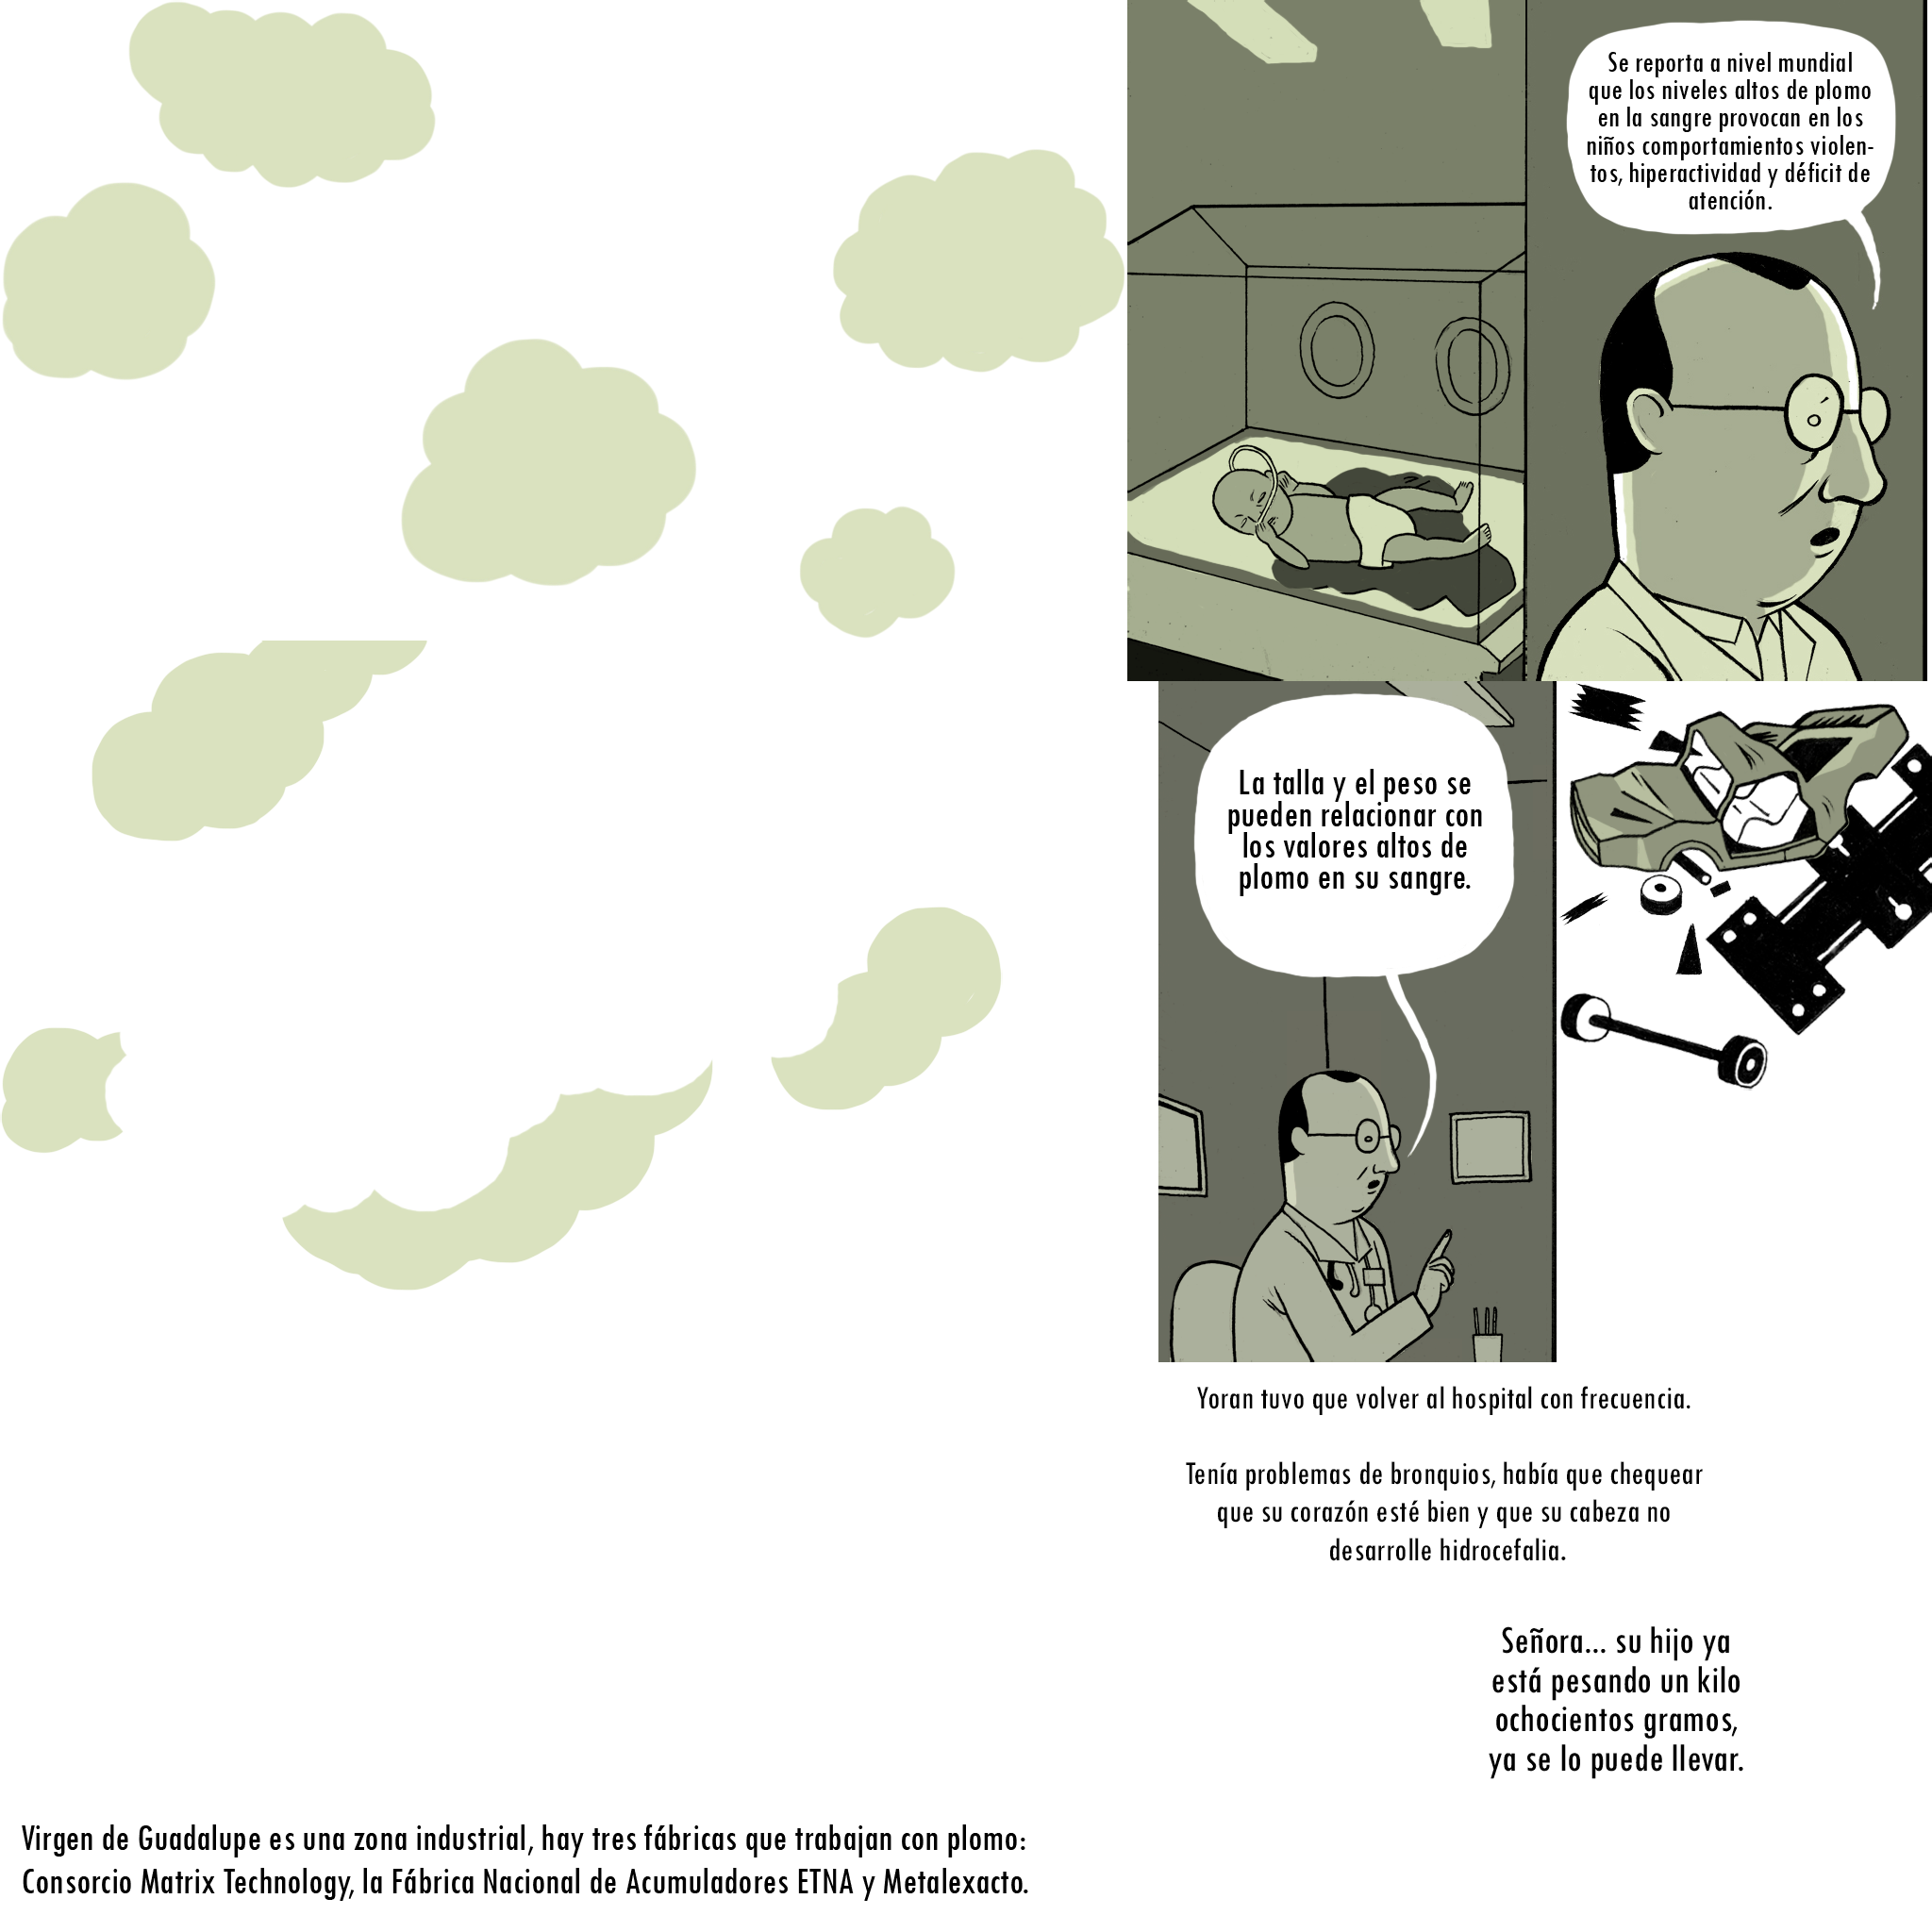 Se reporta a nivel mundial
que los niveles altos de plomo
en la sangre provocan en los
niños comportamientos violen-
tos, hiperactividad y déficit de
atención.
La talla y el peso se
pueden relacionar con
los valores altos de
plomo en su sangre.
Yoran tuvo que volver al hospital con frecuencia.
Tenía problemas de bronquios, había que chequear
que su corazón esté bien y que su cabeza no
desarrolle hidrocefalia.
Señora... su hijo ya
está pesando un kilo
ochocientos gramos,
ya se lo puede llevar.
Virgen de Guadalupe es una zona industrial, hay tres fábricas que trabajan con plomo:
Consorcio Matrix Technology, la Fábrica Nacional de Acumuladores ETNA y Metalexacto.